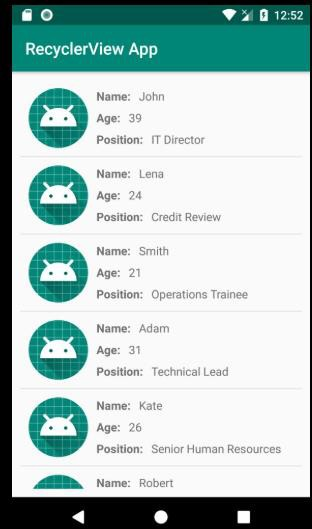 12:52
RecyclerView App
Name: John
Age: 39
Position: IT Director
Name: Lena
Age: 24
Position: Credit Review
Name: Smith
Age: 21
Position: Operations Trainee
Name: Adam
Age: 31
Position: Technical Lead
Name: Kate
Age: 26
Position: Senior Human Resources
Name: Robert